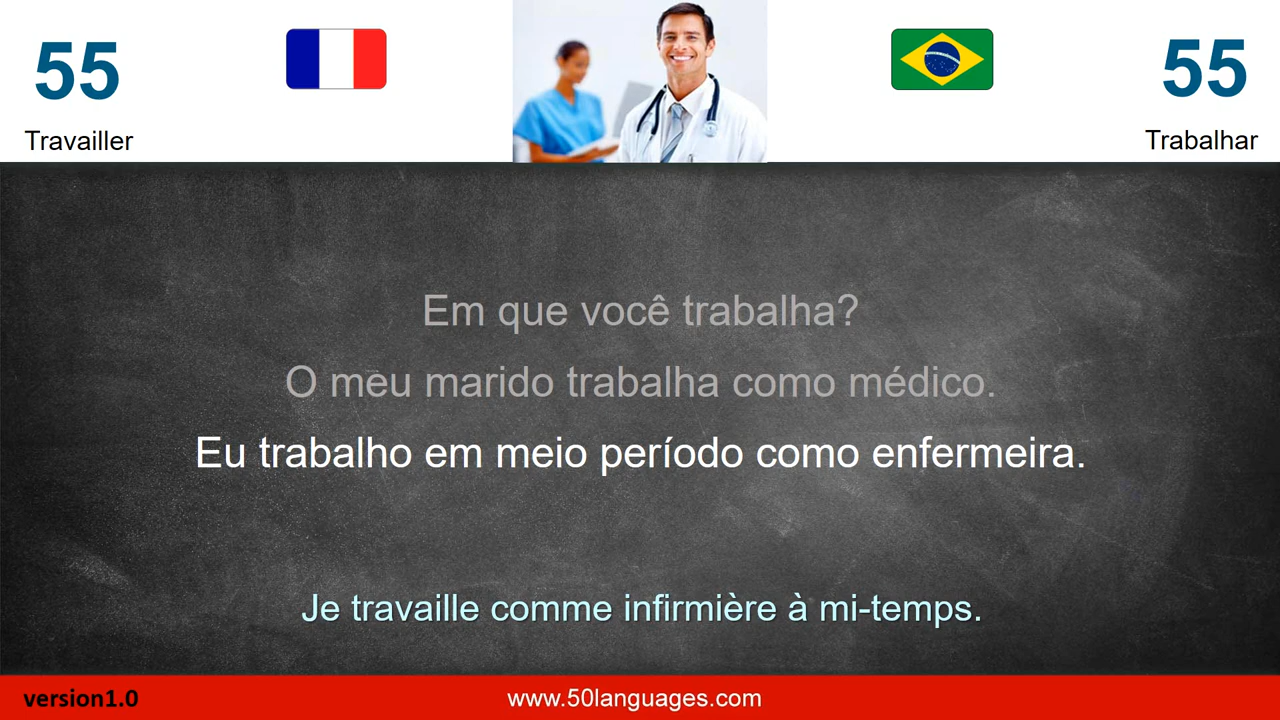 55
55
Travailler
Trabalhar
Em que você trabalha?
O meu marido trabalha como médico.
Eu trabalho em meio período como enfermeira.
Je travaille comme infirmière à mi-temps.
version1.0
www.50languages.com